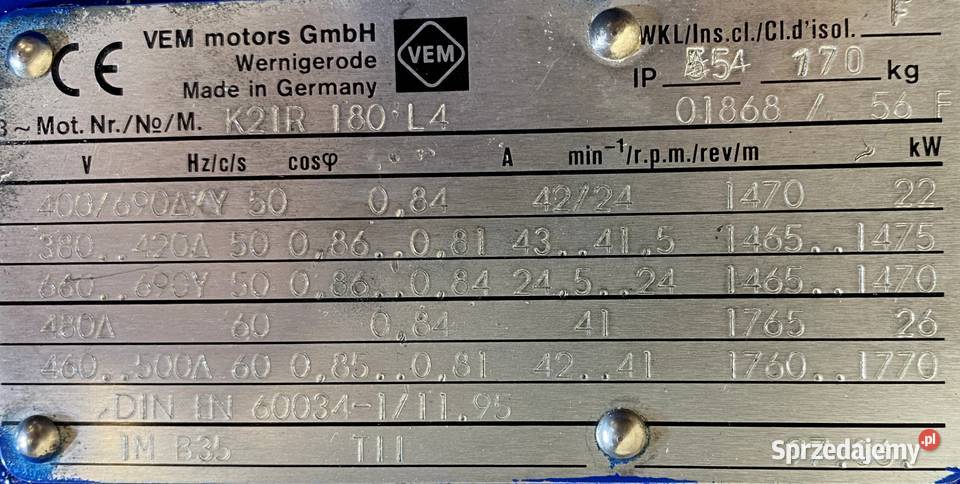 VEM motors GmbH
Wernigerode
Made in Germany
CE
VEM
WKL/Ins.cl./Cl.d'isol. F
IP 170 kg
3~Mot. Nr./№/M. K21R 180 L4 01868 / 56 F
V Hz/c/s cosφ A min⁻¹/r.p.m./rev/m kW
400/690Δ/Y 50 0,84 42/24 1470 22
380..420Δ 50 0,86..0,81 43..41,5 1465..1475
660..690Y 50 0,86..0,84 24,5..24 1465..1470
480Δ 60 0,84 41 1765 26
460..500Δ 60 0,85..0,81 42..41 1760..1770
DIN EN 60034-1/11.95
IM B35 T11
Sprzedajemy.pl